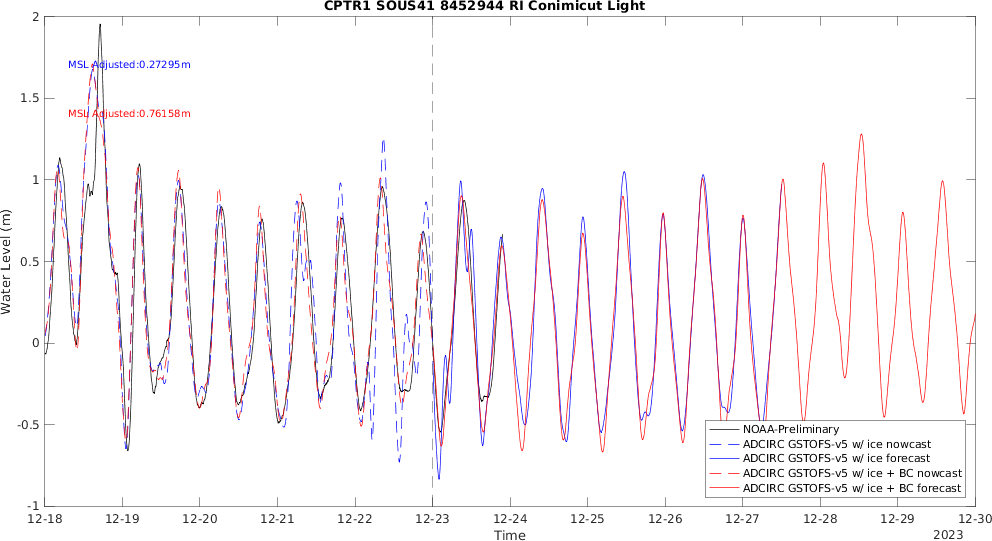 CPTR1 SOUS41 8452944 RI Conimicut Light
2
1.5
1
0.5
0
-0.5
-1
Water Level (m)
MSL Adjusted:0.27295m
MSL Adjusted:0.76158m
NOAA-Preliminary
ADCIRC GSTOFS-v5 w/ ice nowcast
ADCIRC GSTOFS-v5 w/ ice forecast
ADCIRC GSTOFS-v5 w/ ice + BC nowcast
ADCIRC GSTOFS-v5 w/ ice + BC forecast
12-18 12-19 12-20 12-21 12-22 12-23 12-24 12-25 12-26 12-27 12-28 12-29 12-30
Time
2023